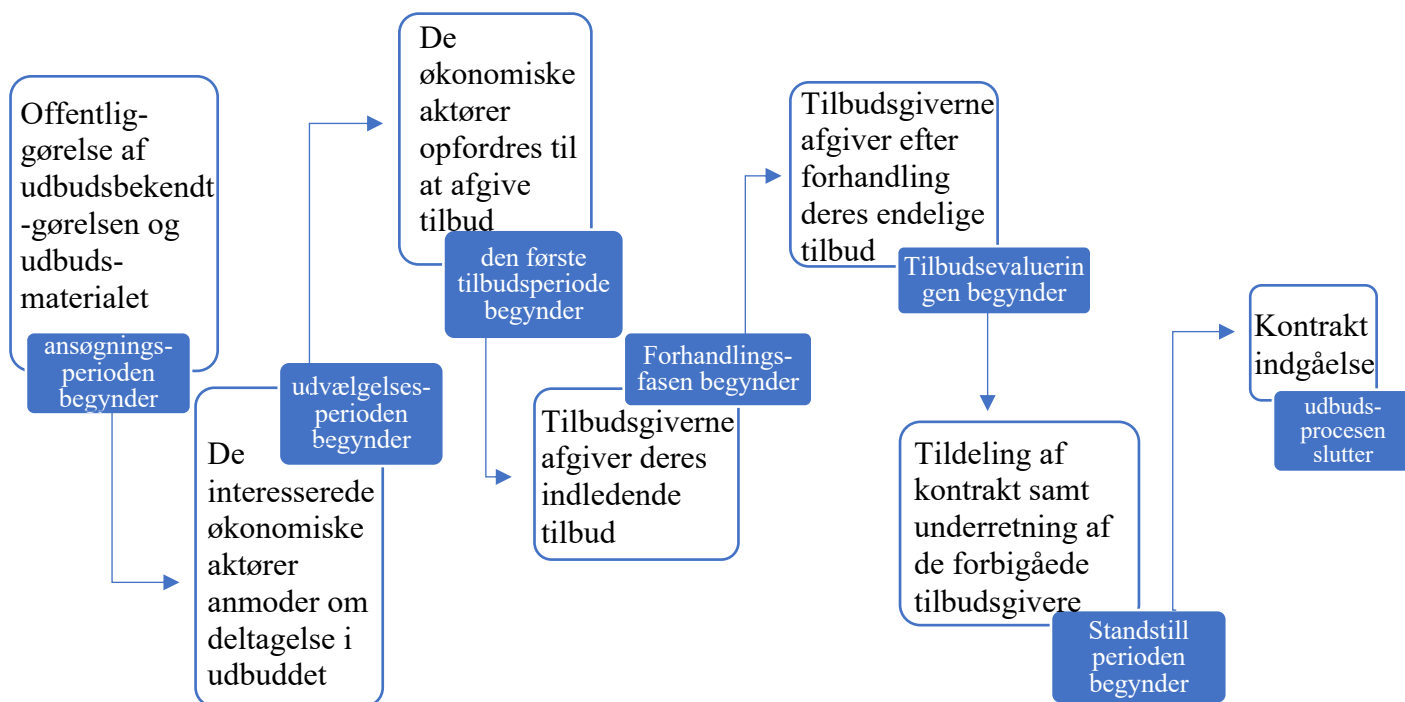 Offentlig-
gørelse af
udbudsbekendt
-gørelsen og
udbuds-
materialet
ansøgnings-
perioden
begynder
De
interesserede
økonomiske
aktører
anmoder om
deltagelse i
udbuddet
udvælgelses-
perioden
begynder
De
økonomiske
aktører
opfordres til
at afgive
tilbud
den første
tilbudsperiode
begynder
Tilbudsgiverne
afgiver deres
indledende
tilbud
Forhandlings-
fasen begynder
Tilbudsgiverne
afgiver efter
forhandling
deres endelige
tilbud
Tilbudsevaluerin
gen begynder
Tildeling af
kontrakt samt
underretning af
de forbigåede
tilbudsgivere
Standstill
perioden
begynder
Kontrakt
indgåelse
udbuds-
procesen
slutter